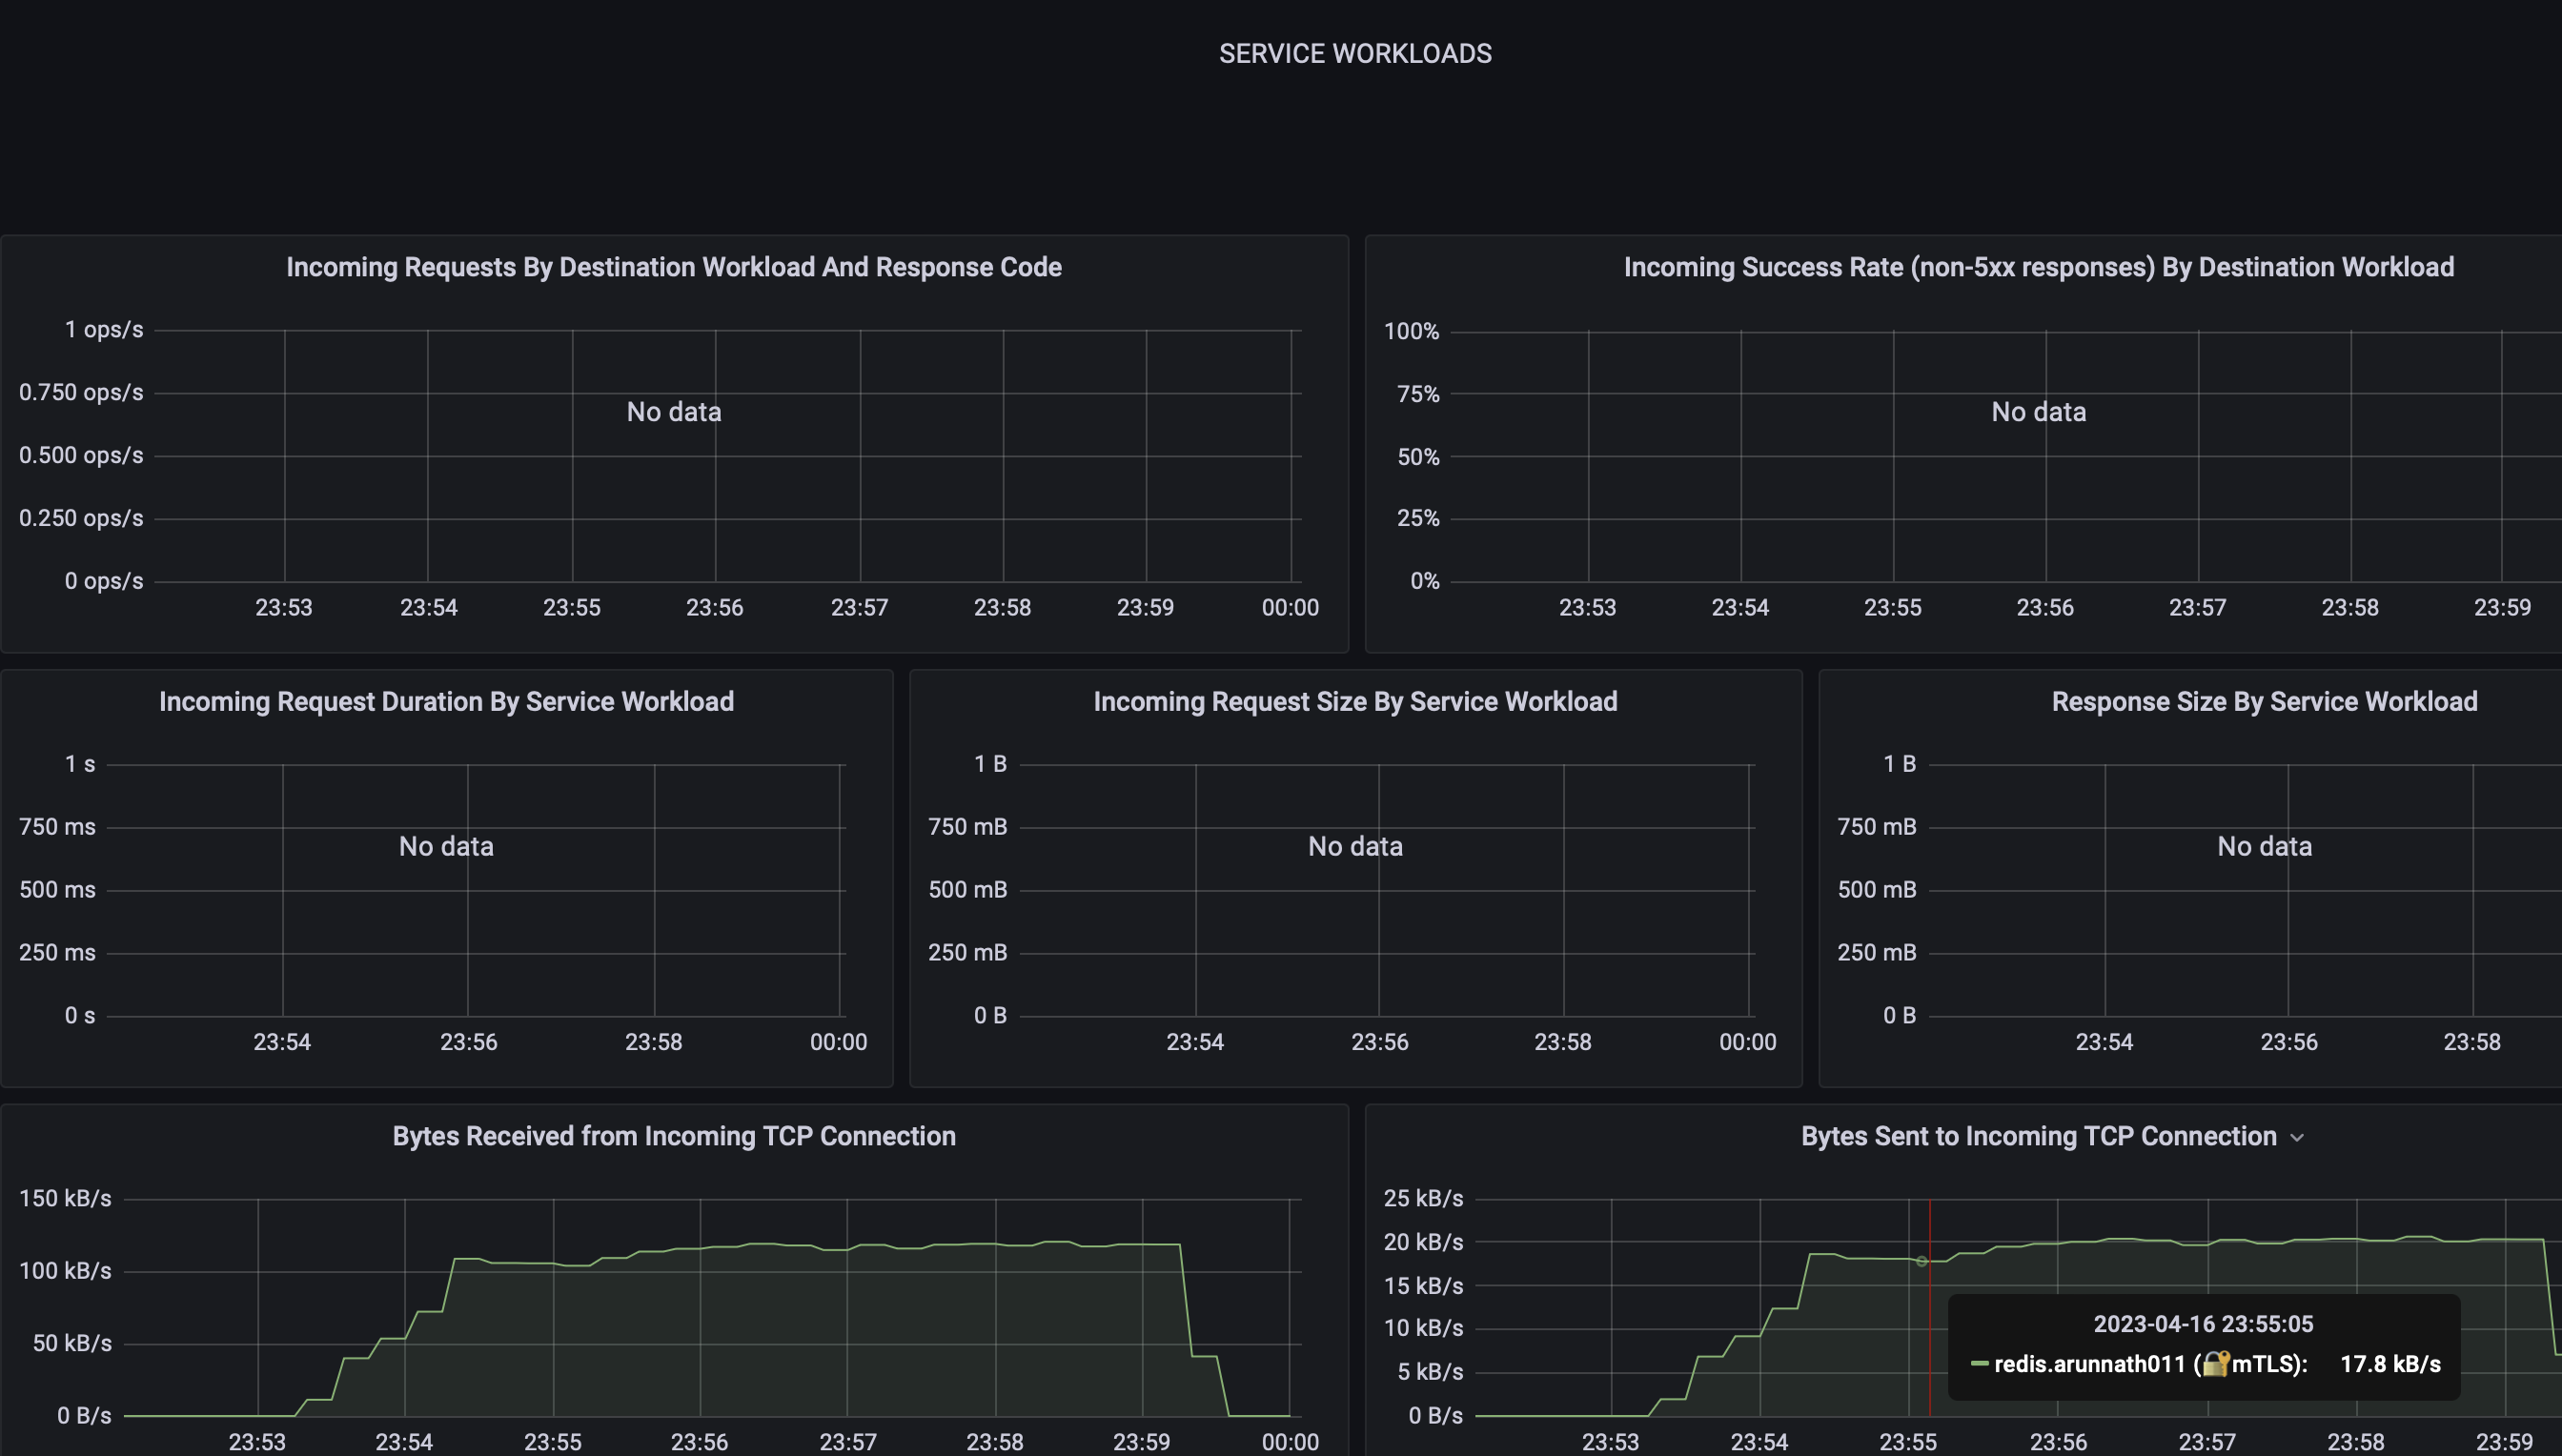 SERVICE WORKLOADS
Incoming Requests By Destination Workload And Response Code
1 ops/s
0.750 ops/s
0.500 ops/s
0.250 ops/s
0 ops/s
No data
23:53 23:54 23:55 23:56 23:57 23:58 23:59 00:00
Incoming Success Rate (non-5xx responses) By Destination Workload
100%
75%
50%
25%
0%
No data
23:53 23:54 23:55 23:56 23:57 23:58 23:59
Incoming Request Duration By Service Workload
1 s
750 ms
500 ms
250 ms
0 s
No data
23:54 23:56 23:58 00:00
Incoming Request Size By Service Workload
1 B
750 mB
500 mB
250 mB
0 B
No data
23:54 23:56 23:58 00:00
Response Size By Service Workload
1 B
750 mB
500 mB
250 mB
0 B
No data
23:54 23:56 23:58
Bytes Received from Incoming TCP Connection
150 kB/s
100 kB/s
50 kB/s
0 B/s
23:53 23:54 23:55 23:56 23:57 23:58 23:59 00:00
Bytes Sent to Incoming TCP Connection
25 kB/s
20 kB/s
15 kB/s
10 kB/s
5 kB/s
0 B/s
2023-04-16 23:55:05
redis.arunnath011 (🔐mTLS): 17.8 kB/s
23:53 23:54 23:55 23:56 23:57 23:58 23:59